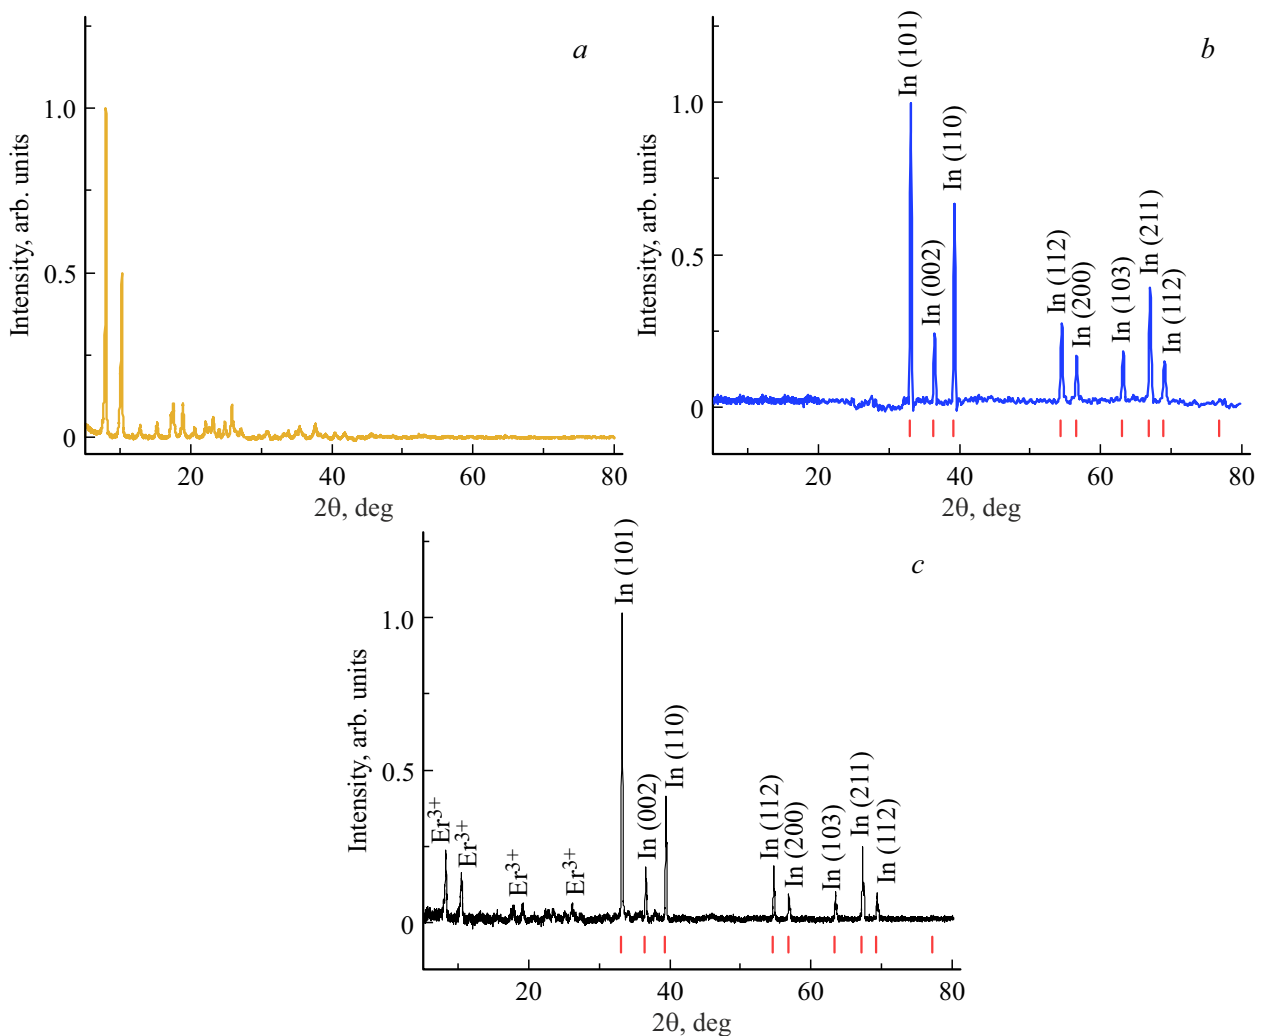 a
Intensity, arb. units
1.0
0.5
0
20
40
60
80
2θ, deg
b
Intensity, arb. units
1.0
0.5
0
In (101)
In (002)
In (110)
In (112)
In (200)
In (103)
In (211)
In (112)
20
40
60
80
2θ, deg
c
Intensity, arb. units
1.0
0.5
0
Er³⁺
Er³⁺
Er³⁺
Er³⁺
In (101)
In (002)
In (110)
In (112)
In (200)
In (103)
In (211)
In (112)
20
40
60
80
2θ, deg